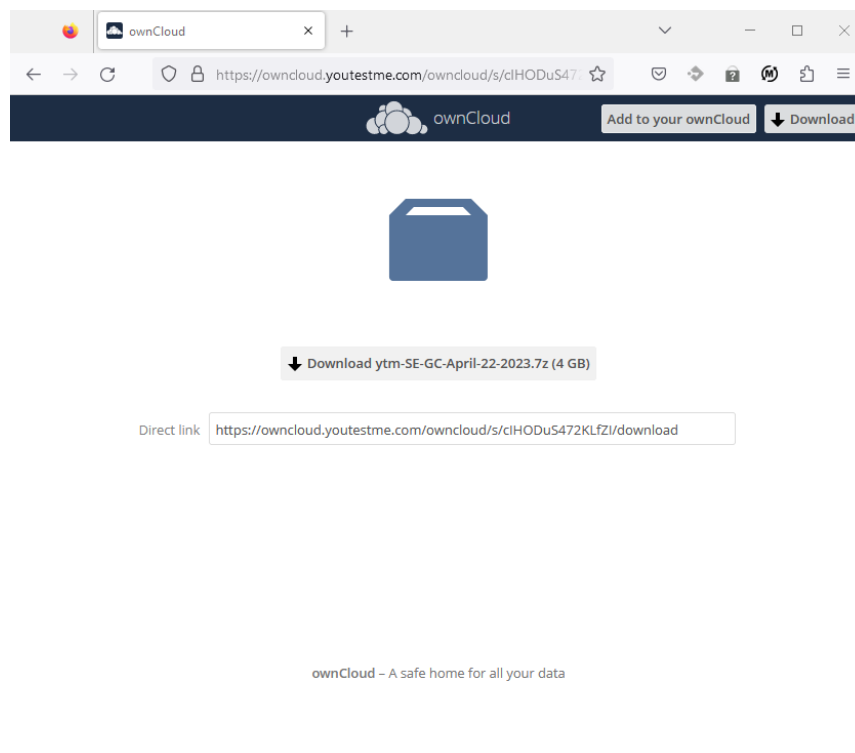 ownCloud
https://owncloud.youtestme.com/owncloud/s/cIHODuS472
ownCloud
Add to your ownCloud
Download
Download ytm-SE-GC-April-22-2023.7z (4 GB)
Direct link https://owncloud.youtestme.com/owncloud/s/cIHODuS472KLfZI/download
ownCloud – A safe home for all your data